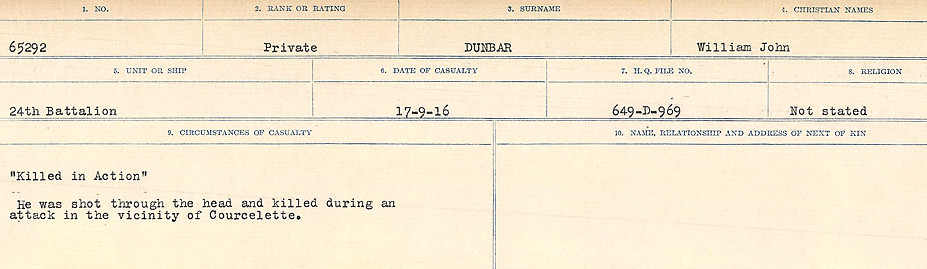 1. NO. 2. RANK OR RATING 3. SURNAME 4. CHRISTIAN NAMES
65292 Private DUNBAR William John
5. UNIT OR SHIP 6. DATE OF CASUALTY 7. H. Q. FILE NO. 8. RELIGION
24th Battalion 17-9-16 649-D-969 Not stated
9. CIRCUMSTANCES OF CASUALTY 10. NAME, RELATIONSHIP AND ADDRESS OF NEXT OF KIN
"Killed in Action"
He was shot through the head and killed during an
attack in the vicinity of Courcelette.